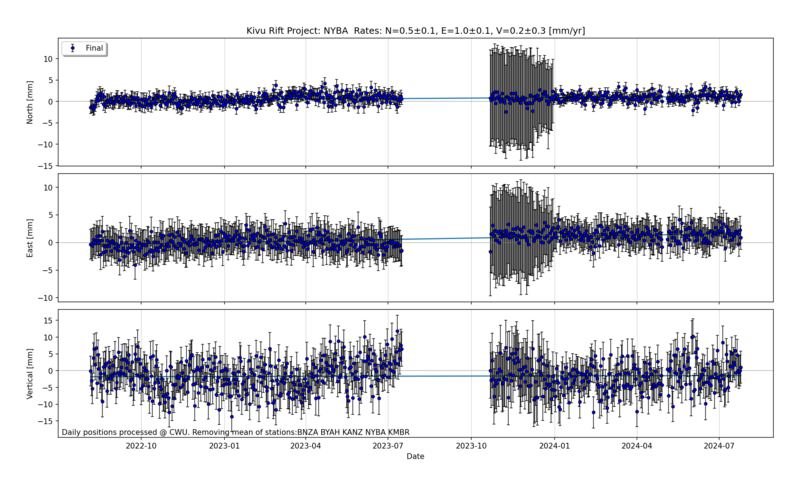 Kivu Rift Project: NYBA  Rates: N=0.5±0.1, E=1.0±0.1, V=0.2±0.3 [mm/yr]
Final
North [mm]
10
5
0
−5
−10
−15
East [mm]
10
5
0
−5
−10
Vertical [mm]
15
10
5
0
−5
−10
−15
Daily positions processed @ CWU. Removing mean of stations:BNZA BYAH KANZ NYBA KMBR
2022-10 2023-01 2023-04 2023-07 2023-10 2024-01 2024-04 2024-07
Date